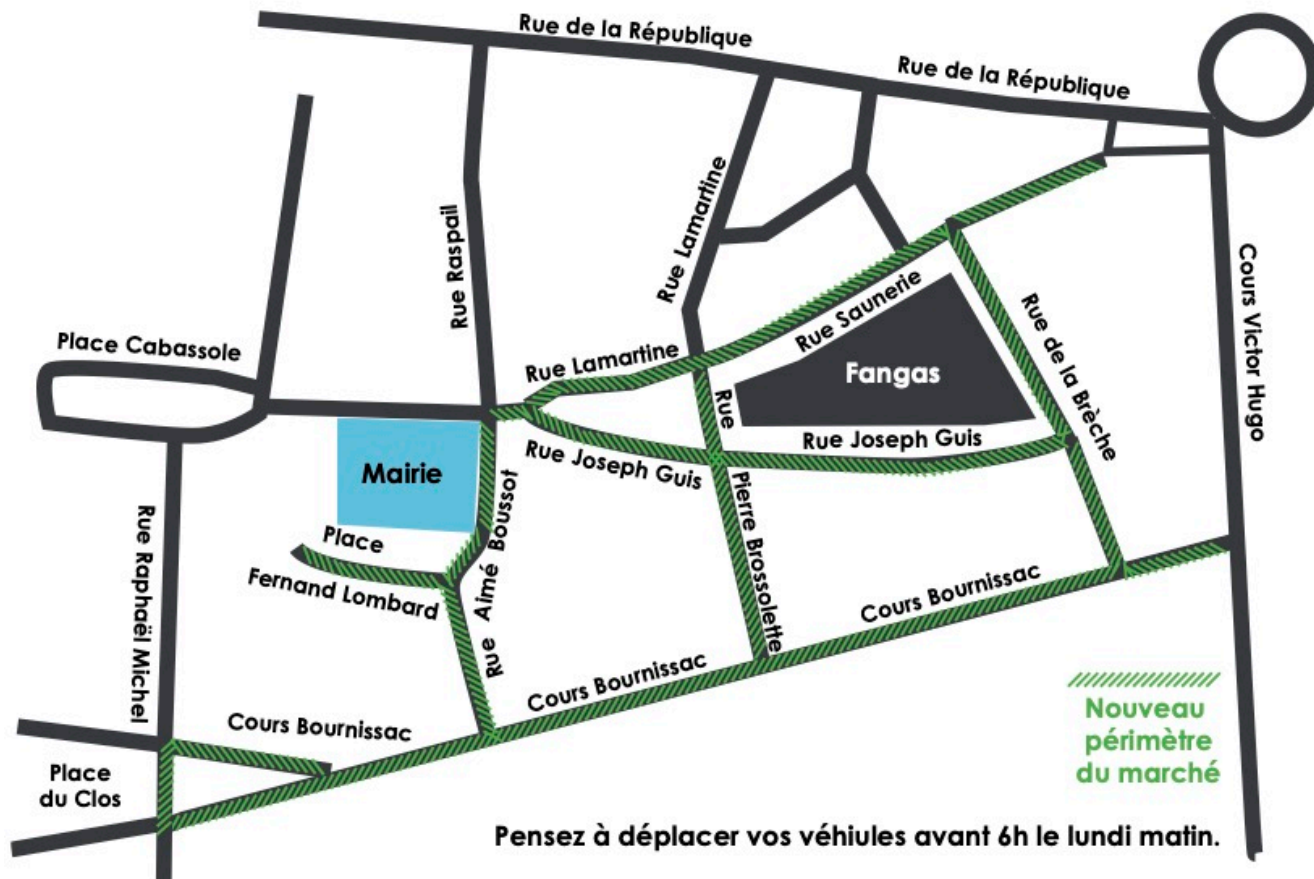 Rue de la République
Rue de la République
Rue Raspail
Rue Lamartine
Cours Victor Hugo
Place Cabassole
Rue Lamartine
Rue Saunerie
Rue de la Brèche
Fangas
Mairie
Rue Joseph Guis
Rue
Pierre Brossolette
Rue Joseph Guis
Place
Fernand Lombard
Rue Aimé Boussot
Rue Raphaël Michel
Cours Bournissac
Cours Bournissac
Cours Bournissac
Place
du Clos
Nouveau
périmètre
du marché
Pensez à déplacer vos véhiules avant 6h le lundi matin.